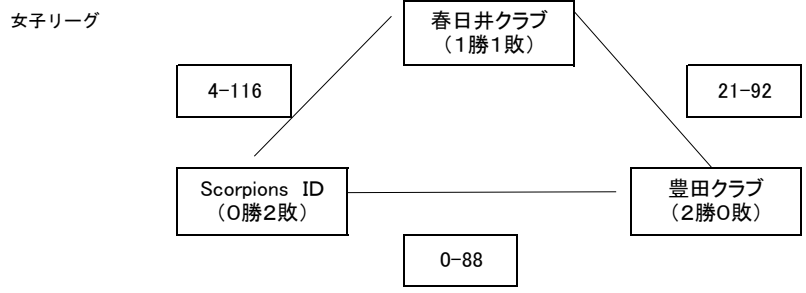 女子リーグ
春日井クラブ
（１勝１敗）
4-116
21-92
Scorpions　ID
（０勝２敗）
豊田クラブ
（２勝０敗）
0-88